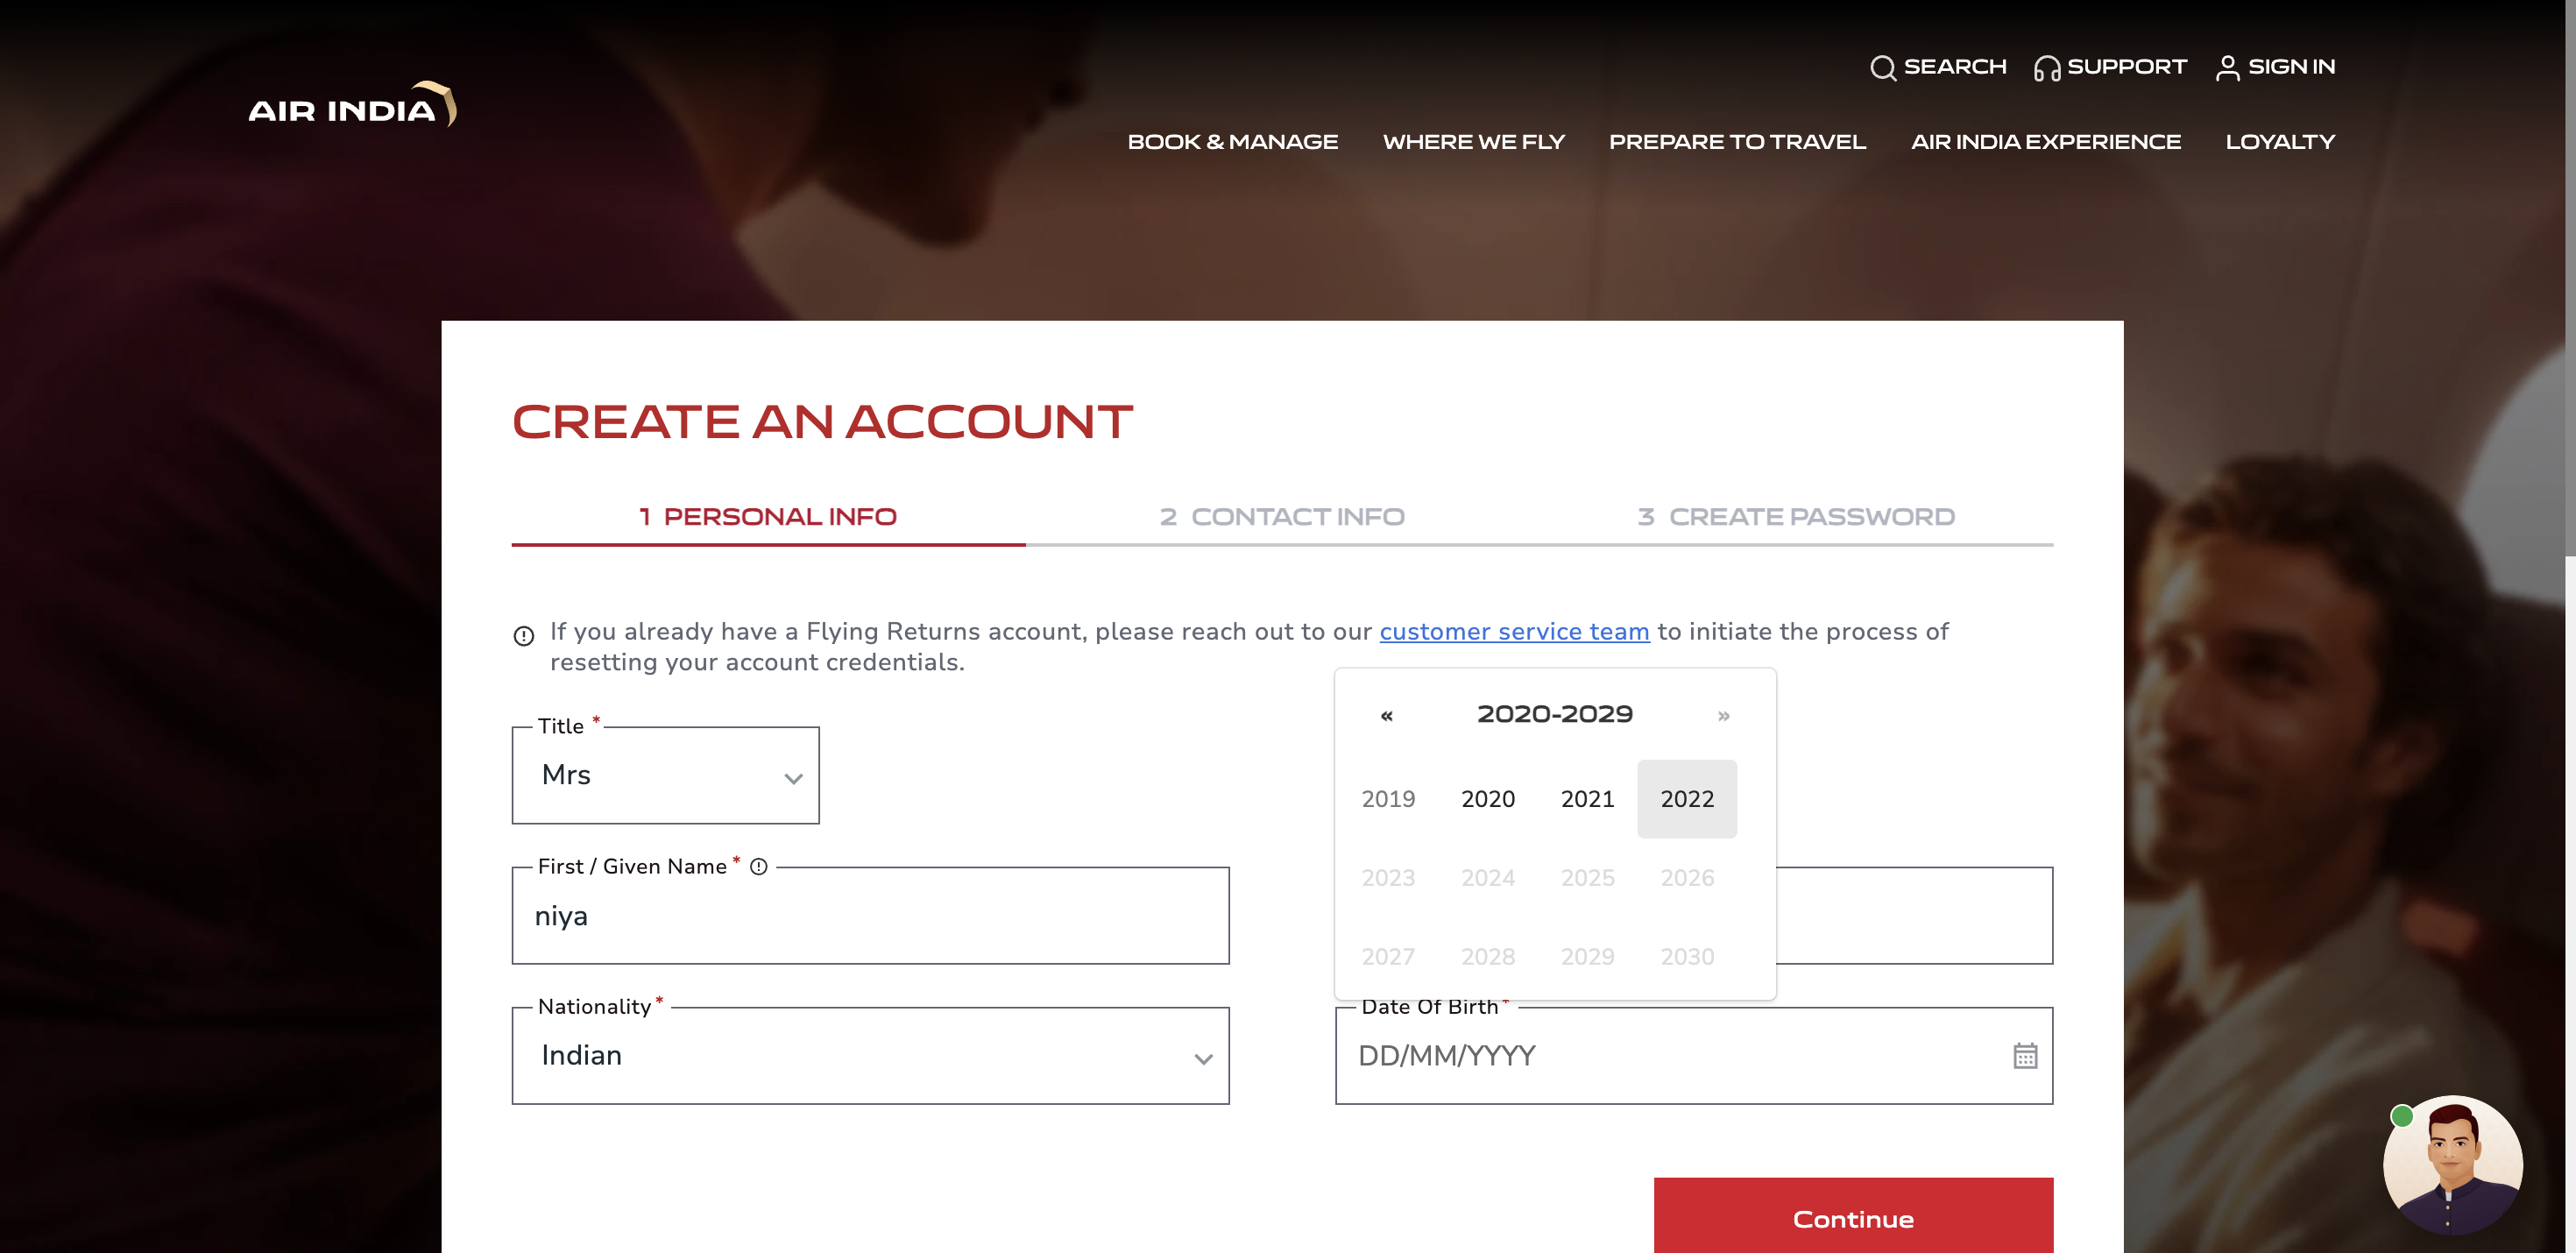 SEARCH SUPPORT SIGN IN
AIR INDIA
BOOK & MANAGE WHERE WE FLY PREPARE TO TRAVEL AIR INDIA EXPERIENCE LOYALTY
CREATE AN ACCOUNT
1 PERSONAL INFO 2 CONTACT INFO 3 CREATE PASSWORD
If you already have a Flying Returns account, please reach out to our customer service team to initiate the process of
resetting your account credentials.
« 2020-2029 »
Title *
Mrs
2019 2020 2021 2022
First / Given Name *
2023 2024 2025 2026
niya
2027 2028 2029 2030
Nationality * Date Of Birth *
Indian DD/MM/YYYY
Continue